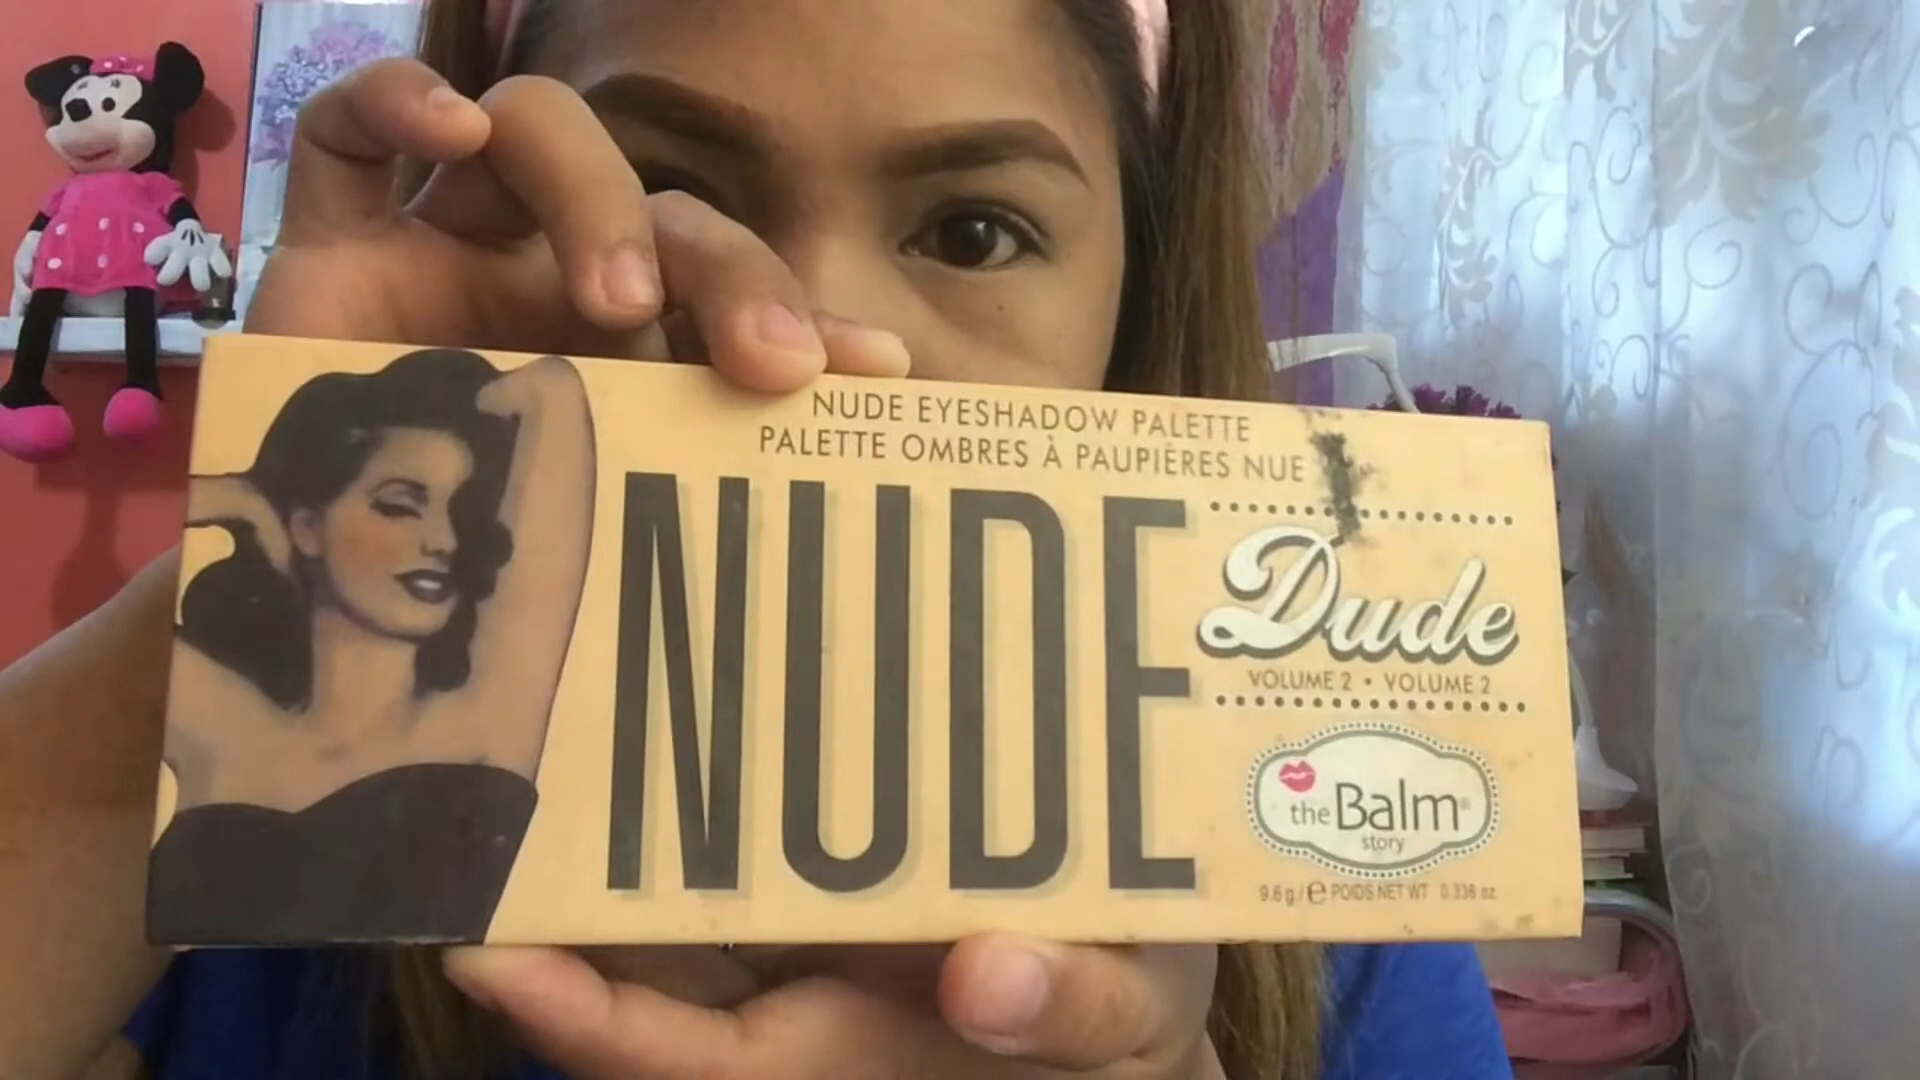 NUDE EYESHADOW PALETTE
PALETTE OMBRES À PAUPIÈRES NUE
NUDE
Dude
VOLUME 2 • VOLUME 2
the Balm®
story
9.6 g / ℮ POIDS NET WT 0.336 oz.